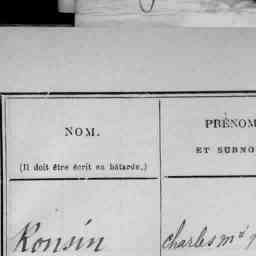 NOM.
(Il doit être écrit en bâtarde.)
PRÉNOM
ET SURNO
Ronsin
Charles